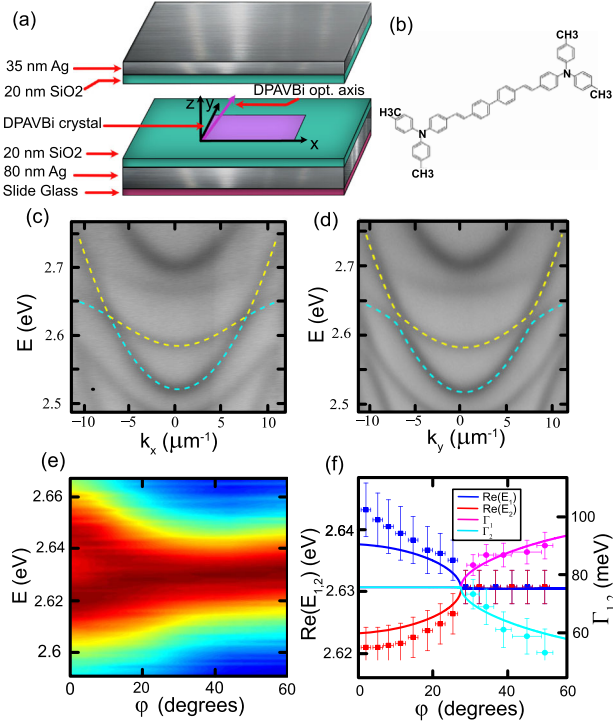 (a)
35 nm Ag
20 nm SiO2
DPAVBi opt. axis
z
y
DPAVBi crystal
x
20 nm SiO2
80 nm Ag
Slide Glass
(b)
CH3
N
CH3
H3C
N
CH3
(c)
E (eV)
2.7
2.6
2.5
-10 -5 0 5 10
kx (μm-1)
(d)
E (eV)
2.7
2.6
2.5
-10 -5 0 5 10
ky (μm-1)
(e)
E (eV)
2.66
2.64
2.62
2.6
0 20 40 60
φ (degrees)
(f)
Re(E1)
Re(E2)
Γ1
Γ2
Re(E1,2) (eV)
2.64
2.63
2.62
100
80
60
Γ1,2 (meV)
0 20 40 60
φ (degrees)